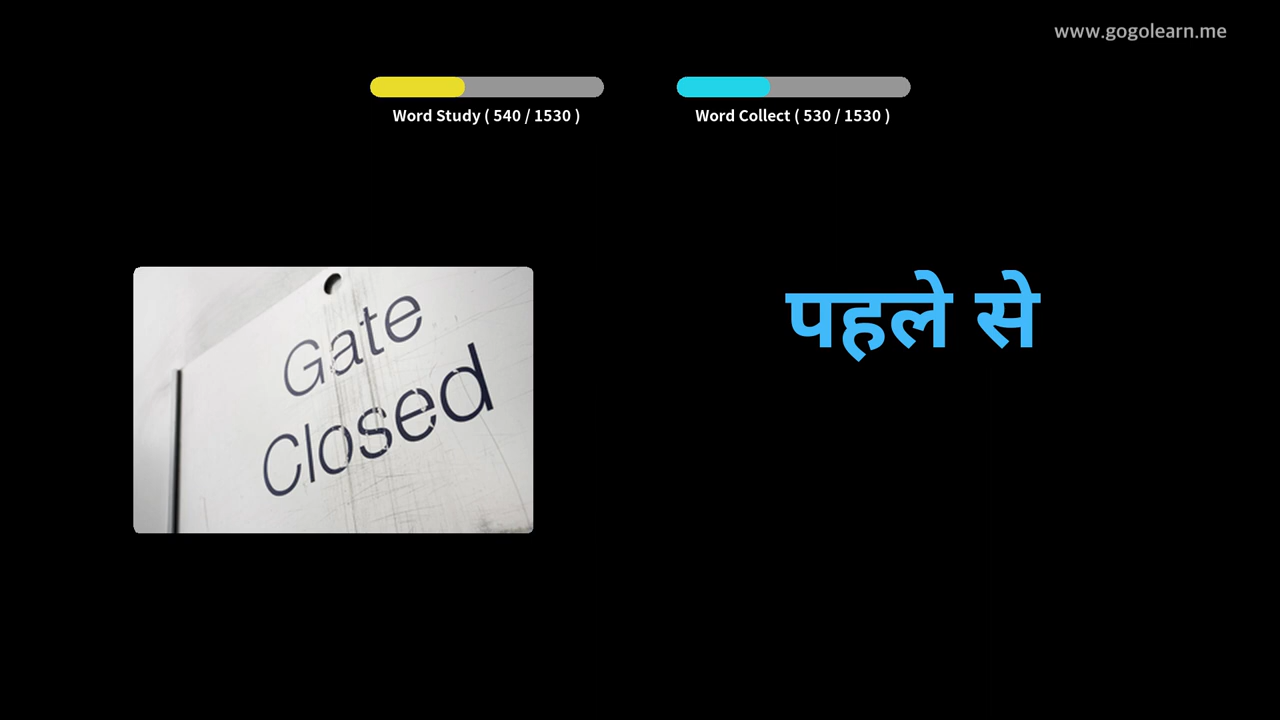 www.gogolearn.me
Word Study ( 540 / 1530 )
Word Collect ( 530 / 1530 )
Gate
Closed
पहले से